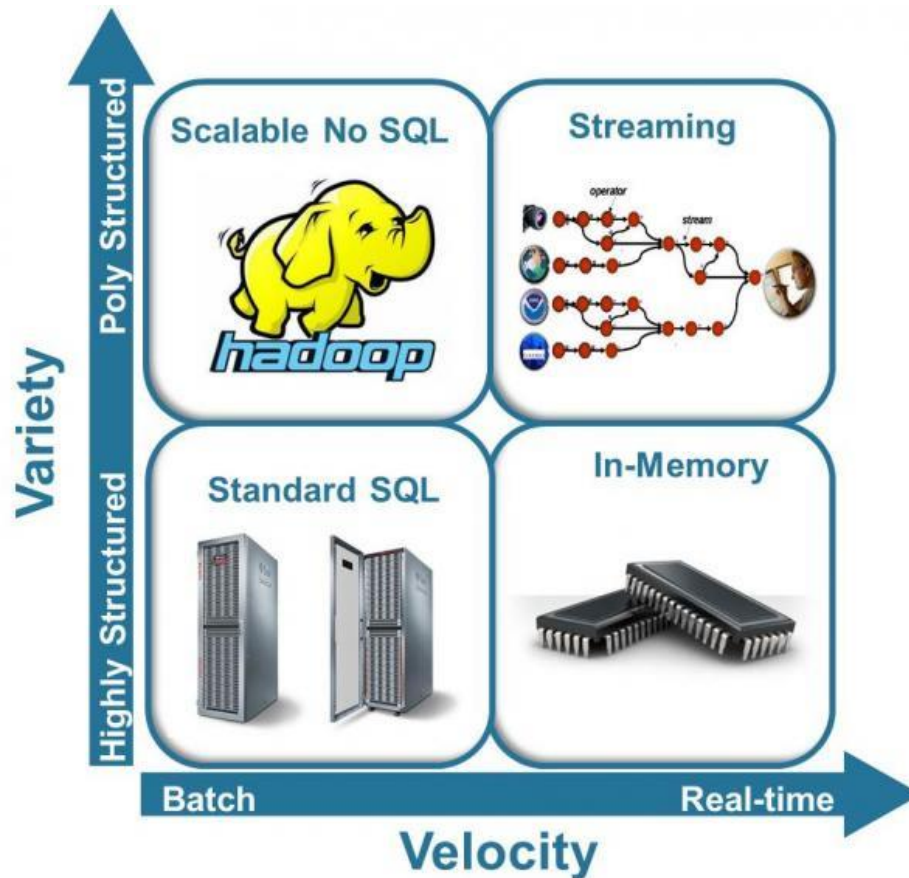 Variety
Poly Structured
Highly Structured
Scalable No SQL
hadoop
Streaming
operator
stream
Standard SQL
In-Memory
Batch
Real-time
Velocity